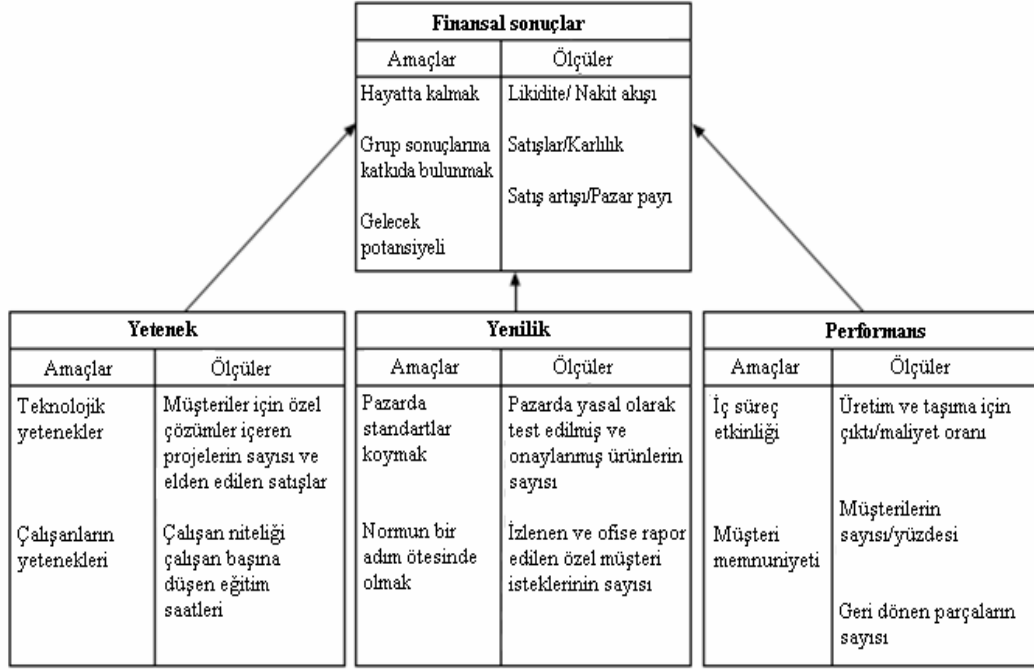 Finansal sonuçlar
Amaçlar
Ölçüler
Hayatta kalmak
Grup sonuçlarına
katkıda bulunmak
Gelecek
potansiyeli
Likidite/ Nakit akışı
Satışlar/Karlılık
Satış artışı/Pazar payı
Yetenek
Amaçlar
Ölçüler
Teknolojik
yetenekler
Çalışanların
yetenekleri
Müşteriler için özel
çözümler içeren
projelerin sayısı ve
elden edilen satışlar
Çalışan niteliği
çalışan başına
düşen eğitim
saatleri
Yenilik
Amaçlar
Ölçüler
Pazarda
standartlar
koymak
Normun bir
adım ötesinde
olmak
Pazarda yasal olarak
test edilmiş ve
onaylanmış ürünlerin
sayısı
İzlenen ve ofise rapor
edilen özel müşteri
isteklerinin sayısı
Performans
Amaçlar
Ölçüler
İç süreç
etkinliği
Müşteri
memnuniyeti
Üretim ve taşıma için
çıktı/maliyet oranı
Müşterilerin
sayısı/yüzdesi
Geri dönen parçaların
sayısı